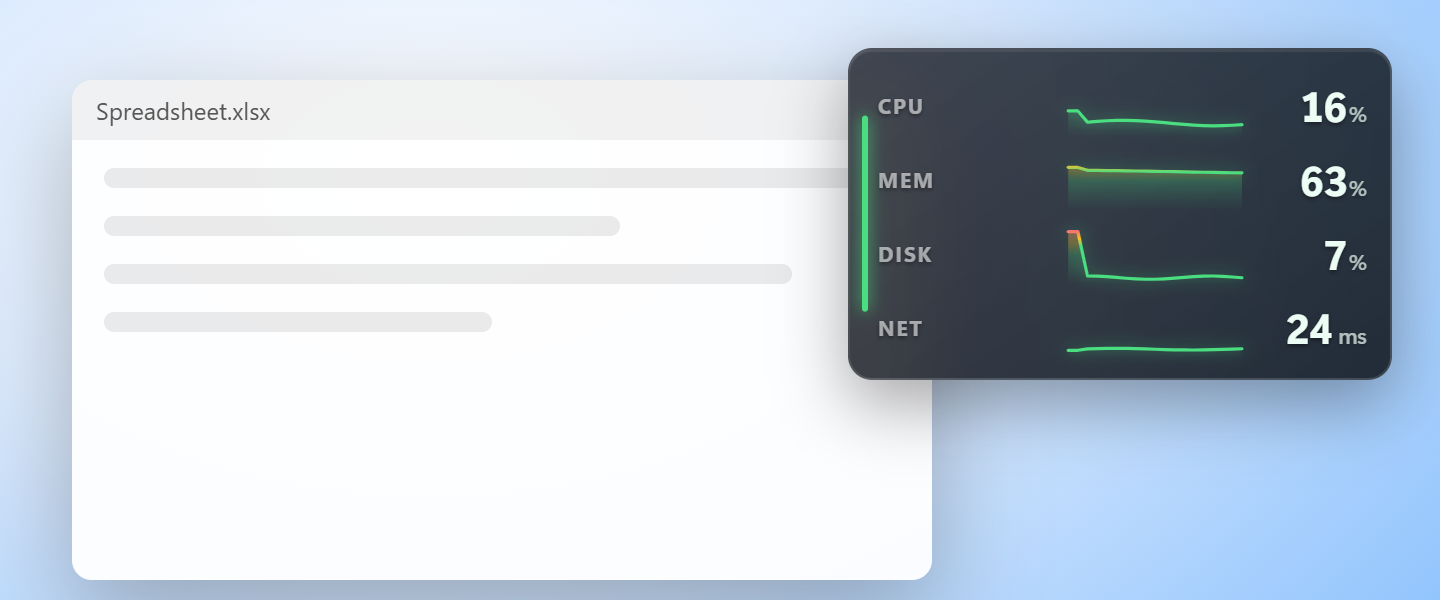 Spreadsheet.xlsx
CPU 16%
MEM 63%
DISK 7%
NET 24 ms